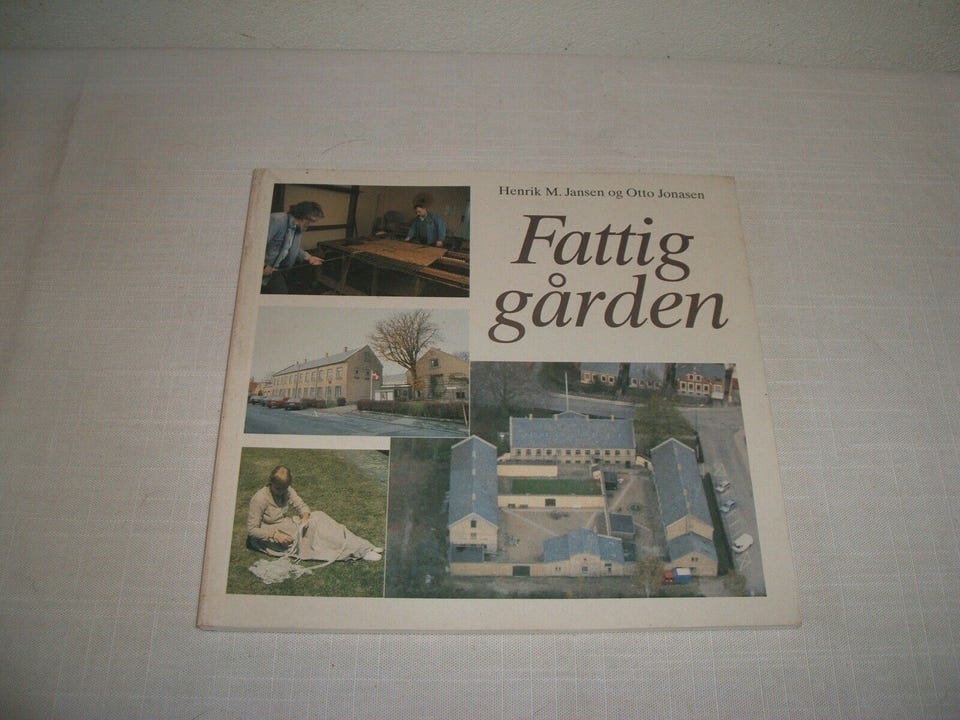 Henrik M. Jansen og Otto Jonasen
Fattig
gården